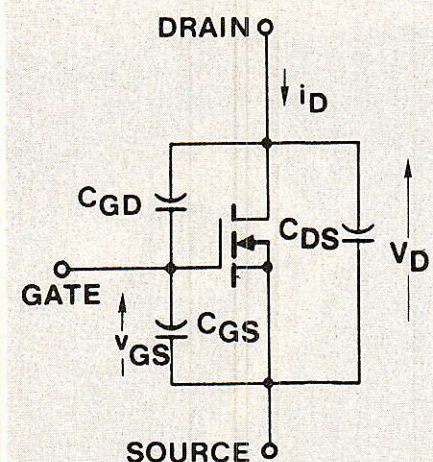 DRAIN
iD
CGD
CDS
VD
GATE
CGS
vGS
SOURCE